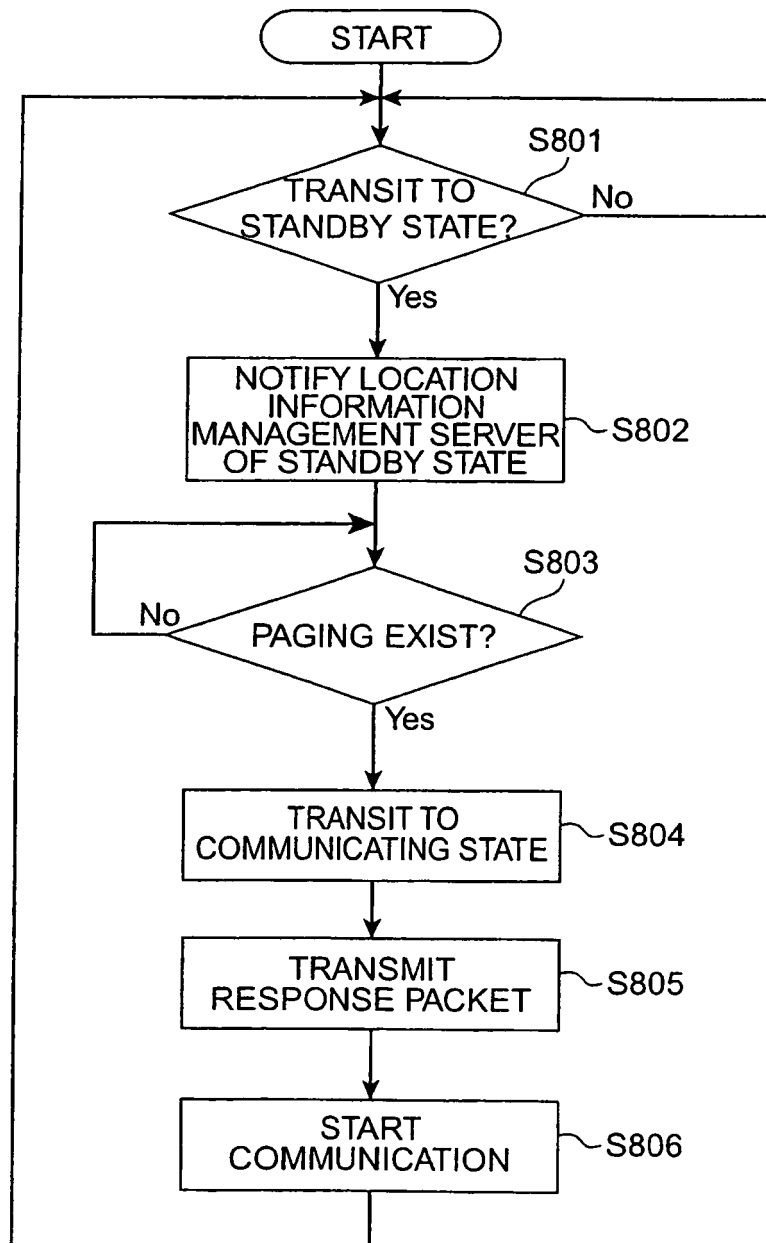 START
S801
TRANSIT TO
STANDBY STATE?
No
Yes
NOTIFY LOCATION
INFORMATION
MANAGEMENT SERVER
OF STANDBY STATE
S802
S803
No
PAGING EXIST?
Yes
TRANSIT TO
COMMUNICATING STATE
S804
TRANSMIT
RESPONSE PACKET
S805
START
COMMUNICATION
S806